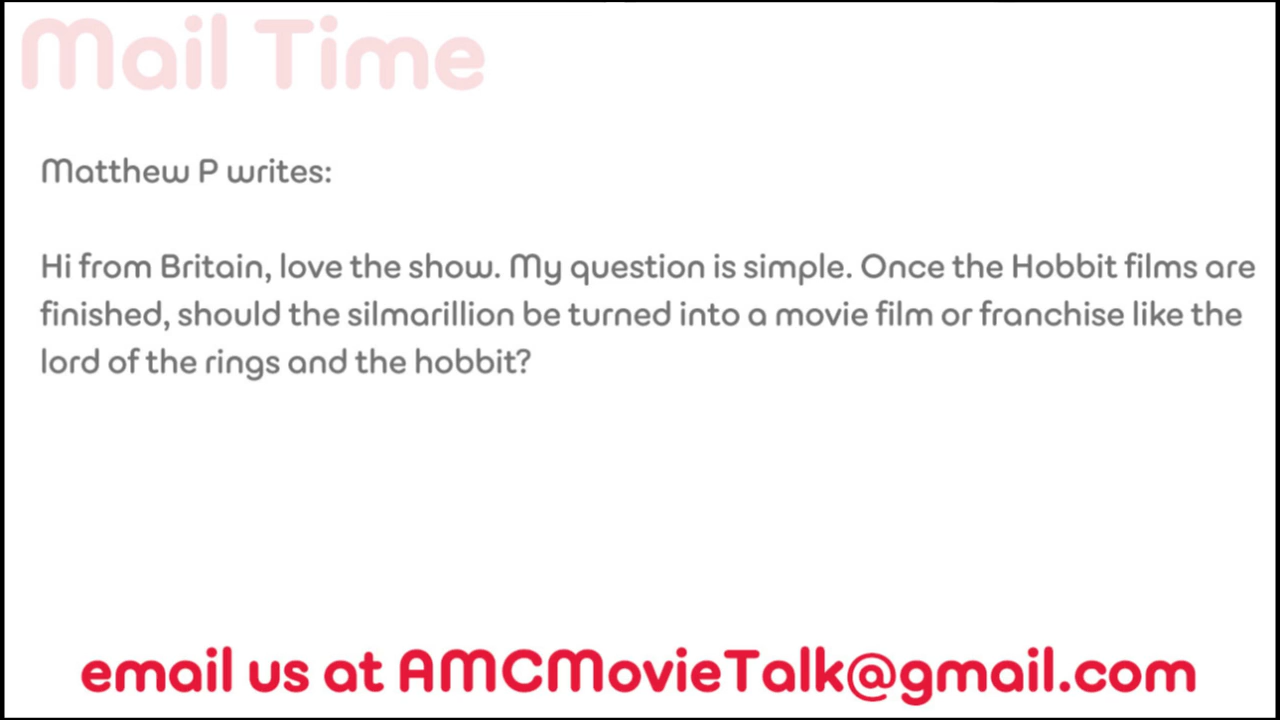 Mail Time
Matthew P writes:
Hi from Britain, love the show. My question is simple. Once the Hobbit films are
finished, should the silmarillion be turned into a movie film or franchise like the
lord of the rings and the hobbit?
email us at AMCMovieTalk@gmail.com